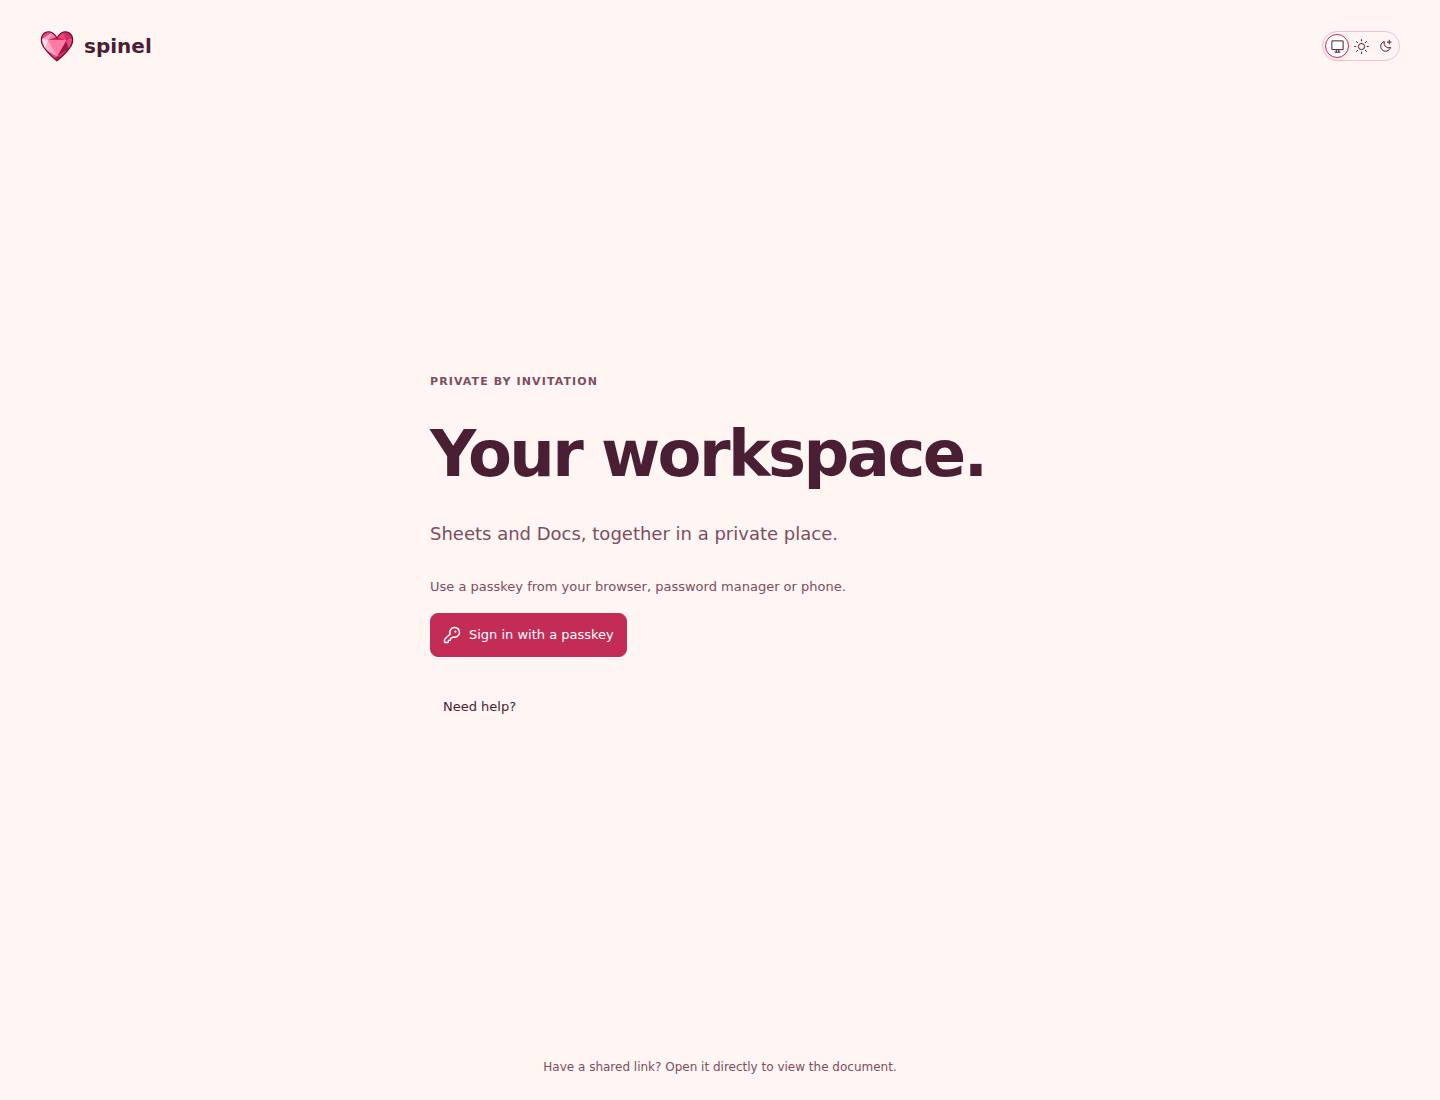 spinel
PRIVATE BY INVITATION
Your workspace.
Sheets and Docs, together in a private place.
Use a passkey from your browser, password manager or phone.
Sign in with a passkey
Need help?
Have a shared link? Open it directly to view the document.